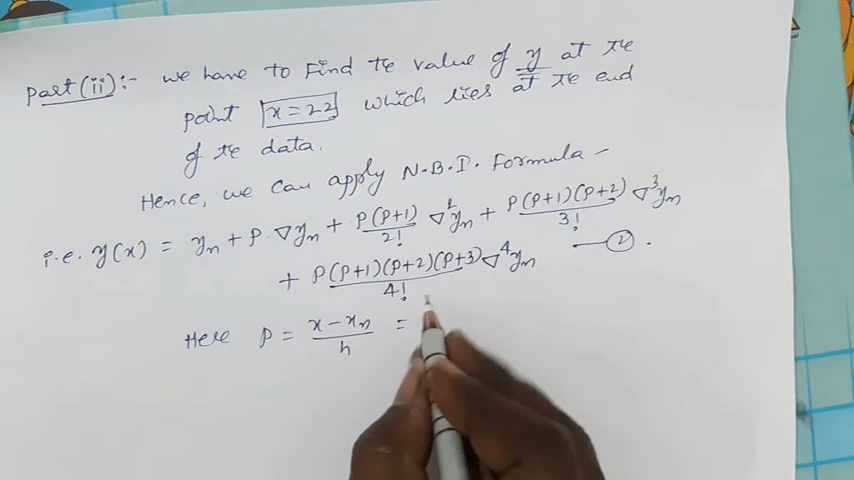 Part (ii):- we have to Find the value of y at the
point x = 22 which lies at the end
of the data.
Hence, we can apply N.B.I. Formula -
i.e. y(x) = yₙ + P. ∇yₙ + P(P+1)/2! ∇²yₙ + P(P+1)(P+2)/3! ∇³yₙ
+ P(P+1)(P+2)(P+3)/4! ∇⁴yₙ — ②.
Here P = x - xₙ/h =